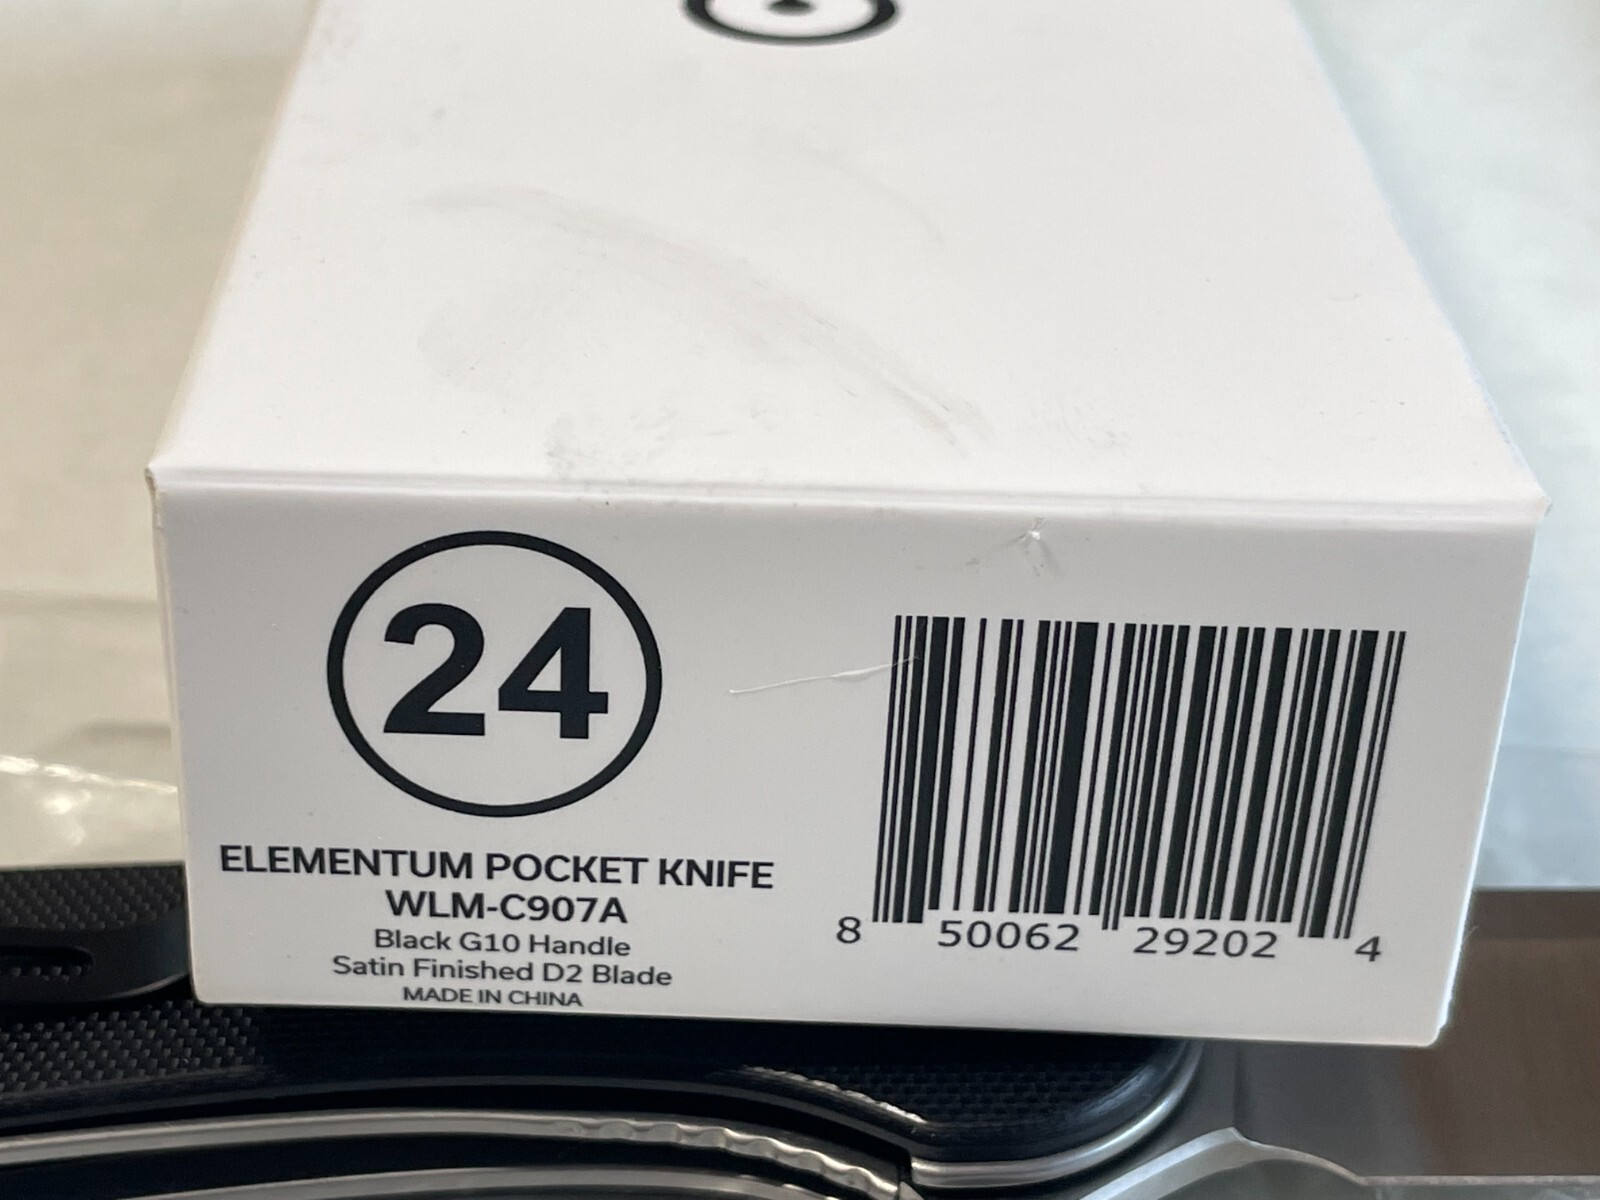 24
ELEMENTUM POCKET KNIFE
WLM-C907A
Black G10 Handle
Satin Finished D2 Blade
MADE IN CHINA
8 50062 29202 4